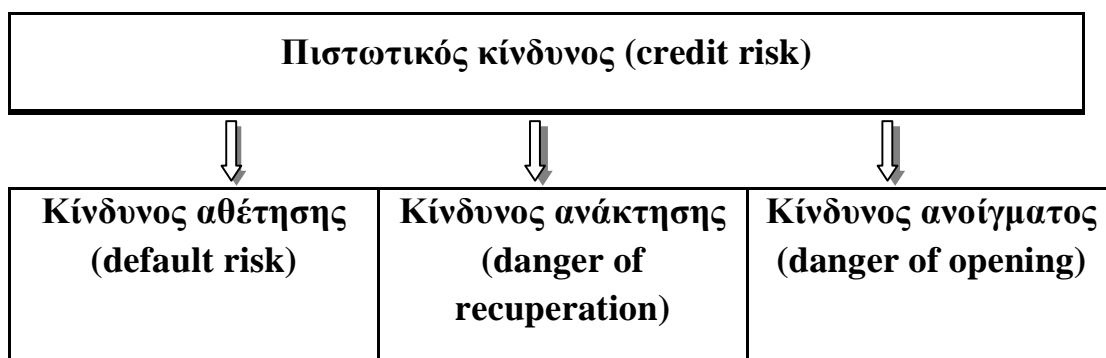 Πιστωτικός κίνδυνος (credit risk)
Κίνδυνος αθέτησης
(default risk)
Κίνδυνος ανάκτησης
(danger of
recuperation)
Κίνδυνος ανοίγματος
(danger of opening)